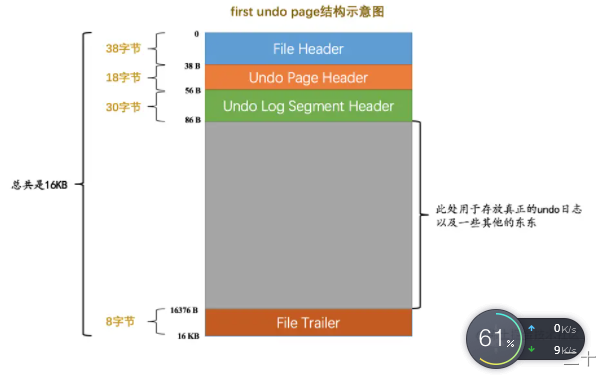 first undo page结构示意图
0
38字节
File Header
38 B
18字节
Undo Page Header
56 B
30字节
Undo Log Segment Header
86 B
总共是16KB
此处用于存放真正的undo日志
以及一些其他的东东
16376 B
8字节
File Trailer
16 KB
61%
0K/s
9K/s